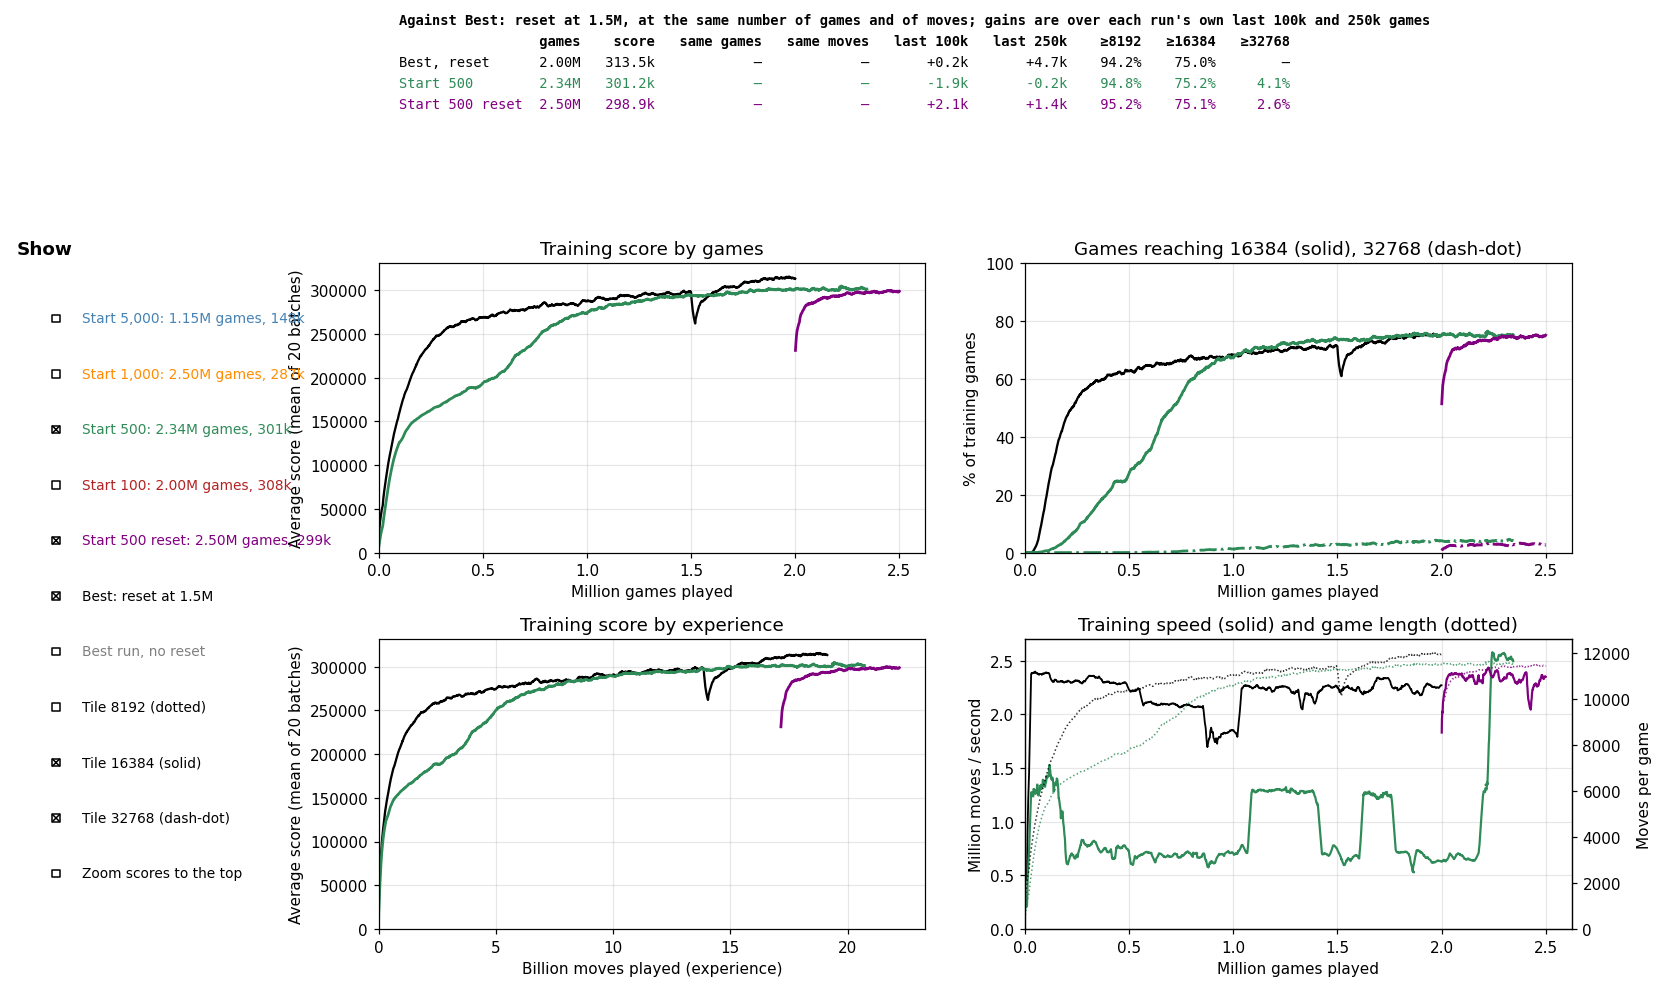 Against Best: reset at 1.5M, at the same number of games and of moves; gains are over each run's own last 100k and 250k games
games score same games same moves last 100k last 250k ≥8192 ≥16384 ≥32768
Best, reset 2.00M 313.5k — — +0.2k +4.7k 94.2% 75.0% —
Start 500 2.34M 301.2k — — -1.9k -0.2k 94.8% 75.2% 4.1%
Start 500 reset 2.50M 298.9k — — +2.1k +1.4k 95.2% 75.1% 2.6%
Show
Start 5,000: 1.15M games, 148k
Start 1,000: 2.50M games, 287k
Start 500: 2.34M games, 301k
Start 100: 2.00M games, 308k
Start 500 reset: 2.50M games, 299k
Best: reset at 1.5M
Best run, no reset
Tile 8192 (dotted)
Tile 16384 (solid)
Tile 32768 (dash-dot)
Zoom scores to the top
Training score by games
Average score (mean of 20 batches)
300000
250000
200000
150000
100000
50000
0
0.0 0.5 1.0 1.5 2.0 2.5
Million games played
Games reaching 16384 (solid), 32768 (dash-dot)
% of training games
100
80
60
40
20
0
0.0 0.5 1.0 1.5 2.0 2.5
Million games played
Training score by experience
Average score (mean of 20 batches)
300000
250000
200000
150000
100000
50000
0
0 5 10 15 20
Billion moves played (experience)
Training speed (solid) and game length (dotted)
Million moves / second
2.5
2.0
1.5
1.0
0.5
0.0
0.0 0.5 1.0 1.5 2.0 2.5
Million games played
12000
10000
8000
6000
4000
2000
0
Moves per game